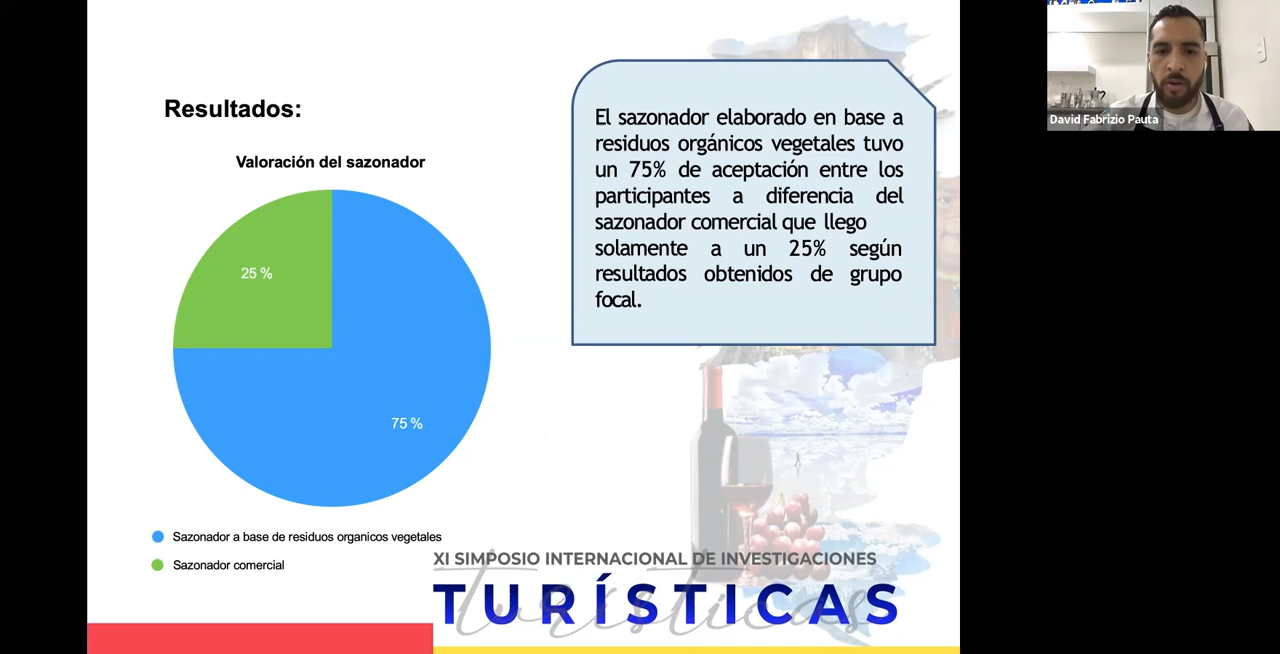 Resultados:
Valoración del sazonador
25 %
75 %
Sazonador a base de residuos organicos vegetales
Sazonador comercial
El sazonador elaborado en base a
residuos orgánicos vegetales tuvo
un 75% de aceptación entre los
participantes a diferencia del
sazonador comercial que llego
solamente a un 25% según
resultados obtenidos de grupo
focal.
XI SIMPOSIO INTERNACIONAL DE INVESTIGACIONES
TURÍSTICAS
turísticas
David Fabrizio Pauta